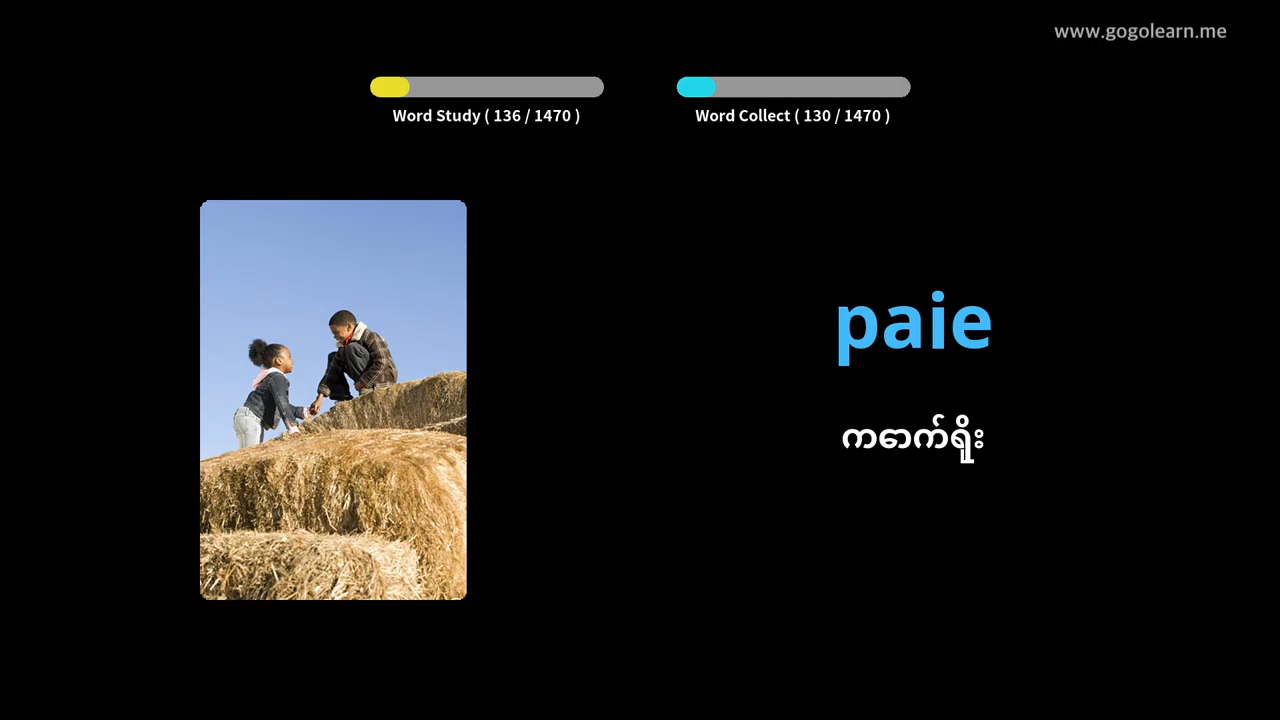 www.gogolearn.me
Word Study ( 136 / 1470 )
Word Collect ( 130 / 1470 )
paie
ကောက်ရိုး